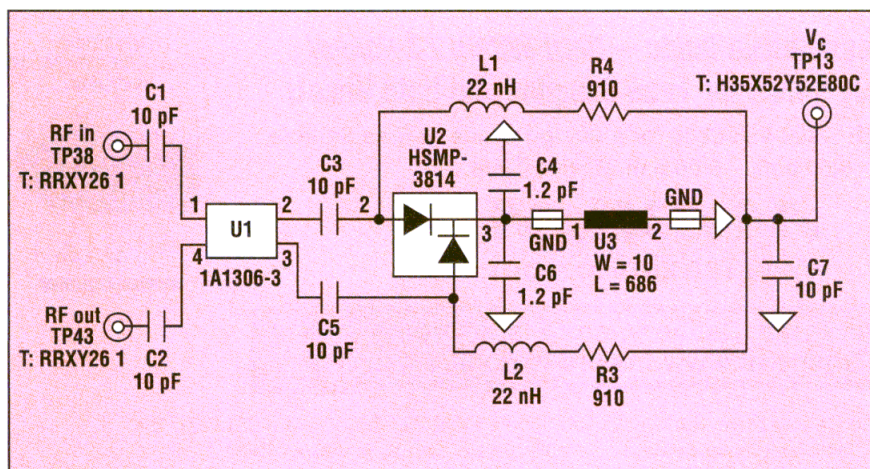 C1
10 pF
RF in
TP38
T: RRXY26 1
1
4
U1
2
3
1A1306-3
RF out
TP43
T: RRXY26 1
C2
10 pF
C3
10 pF
2
C5
10 pF
U2
HSMP-
3814
3
L1
22 nH
R4
910
C4
1.2 pF
GND
1
2
GND
U3
W = 10
L = 686
C6
1.2 pF
L2
22 nH
R3
910
VC
TP13
T: H35X52Y52E80C
C7
10 pF